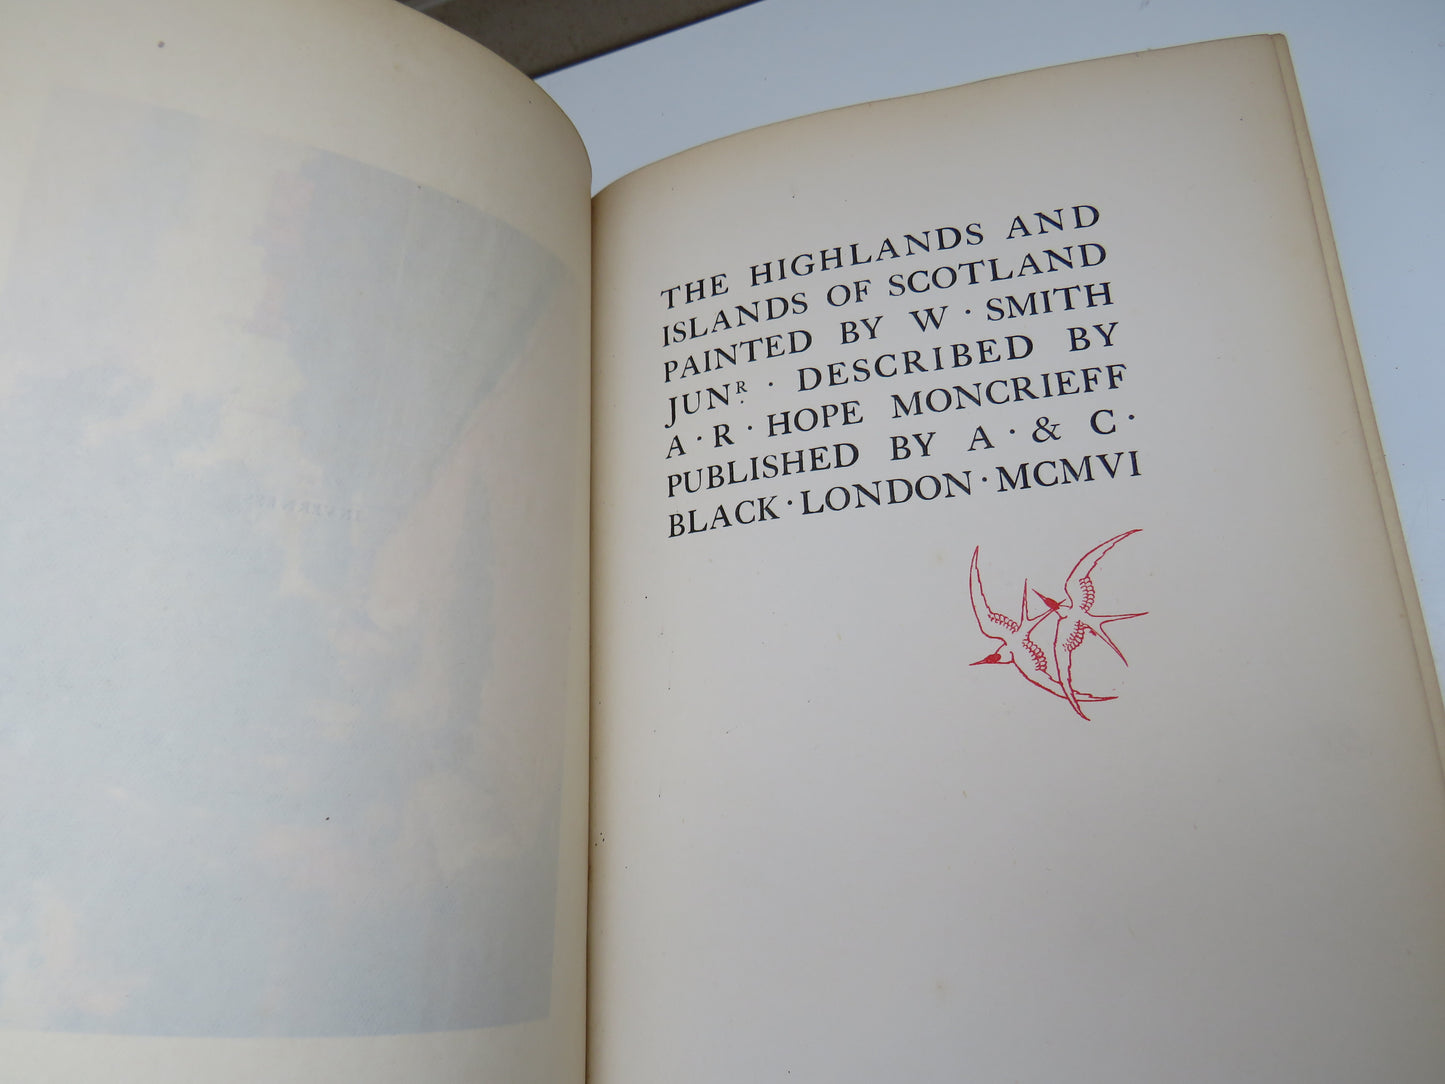 INVERNESS
THE HIGHLANDS AND
ISLANDS OF SCOTLAND
PAINTED BY W · SMITH
JUNR. · DESCRIBED BY
A · R · HOPE MONCRIEFF
PUBLISHED BY A · & C ·
BLACK · LONDON · MCMVI